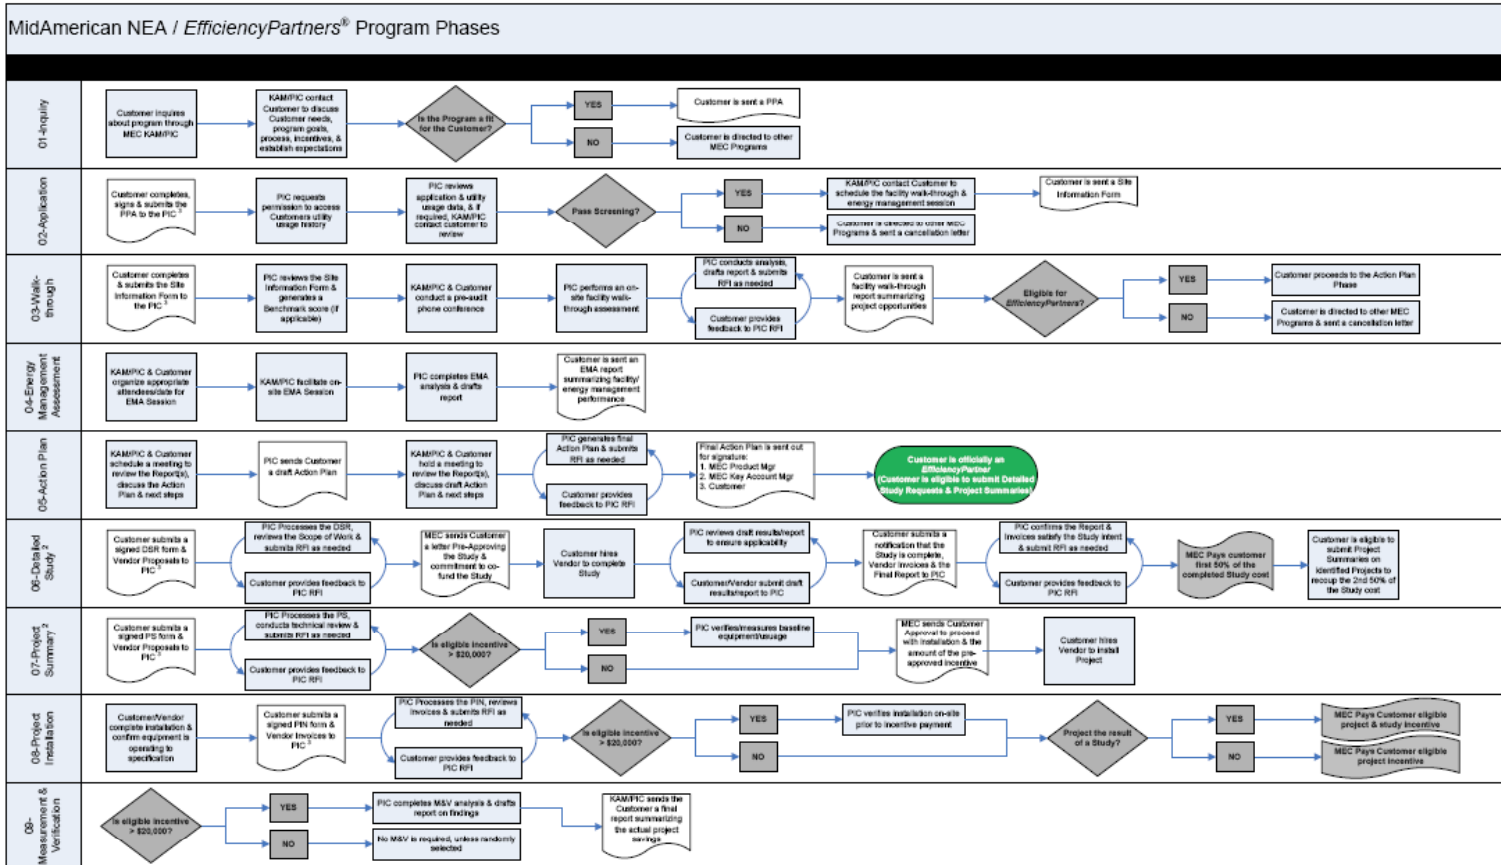 MidAmerican NEA / EfficiencyPartners® Program Phases
01-Inquiry
Customer inquires
about program through
MEC KAM/PIC
KAM/PIC contact
Customer to discuss
Customer needs,
program goals,
process, incentives, &
establish expectations
Is the Program a fit
for the Customer?
YES
Customer is sent a PPA
NO
Customer is directed to other
MEC Programs
02-Application
Customer completes,
signs & submits the
PPA to the PIC 3
PIC requests
permission to access
Customers utility
usage history
PIC reviews
application & utility
usage data, & if
required, KAM/PIC
contact customer to
review
Pass Screening?
YES
KAM/PIC contact Customer to
schedule the facility walk-through &
energy management session
Customer is sent a Site
Information Form
NO
Customer is directed to other MEC
Programs & sent a cancellation letter
03-Walk-
through
Customer completes
& submits the Site
Information Form to
the PIC 3
PIC reviews the Site
Information Form &
generates a
Benchmark score (if
applicable)
KAM/PIC & Customer
conduct a pre-audit
phone conference
PIC performs an on-
site facility walk-
through assessment
PIC conducts analysis,
drafts report & submits
RFI as needed
Customer provides
feedback to PIC RFI
Customer is sent a
facility walk-through
report summarizing
project opportunities
Eligible for
EfficiencyPartners?
YES
Customer proceeds to the Action Plan
Phase
NO
Customer is directed to other MEC
Programs & sent a cancellation letter
04-Energy
Management
Assessment
KAM/PIC & Customer
organize appropriate
attendees/date for
EMA Session
KAM/PIC facilitate on-
site EMA Session
PIC completes EMA
analysis & drafts
report
Customer is sent an
EMA report
summarizing facility/
energy management
performance
05-Action Plan
KAM/PIC & Customer
schedule a meeting to
review the Report(s),
discuss the Action
Plan & next steps
PIC sends Customer
a draft Action Plan
KAM/PIC & Customer
hold a meeting to
review the Report(s),
discuss draft Action
Plan & next steps
PIC generates final
Action Plan & submits
RFI as needed
Customer provides
feedback to PIC RFI
Final Action Plan is sent out
for signature:
1. MEC Product Mgr
2. MEC Key Account Mgr
3. Customer
Customer is officially an
EfficiencyPartner
(Customer is eligible to submit Detailed
Study Requests & Project Summaries)
06-Detailed
Study 2
Customer submits a
signed DSR form &
Vendor Proposals to
PIC 3
PIC Processes the DSR,
reviews the Scope of Work &
submits RFI as needed
Customer provides feedback to
PIC RFI
MEC sends Customer
a letter Pre-Approving
the Study &
commitment to co-
fund the Study
Customer hires
Vendor to complete
Study
PIC reviews draft results/report
to ensure applicability
Customer/Vendor submit draft
results/report to PIC
Customer submits a
notification that the
Study is complete,
Vendor Invoices & the
Final Report to PIC
PIC confirms the Report &
Invoices satisfy the Study intent
& submit RFI as needed
Customer provides feedback to
PIC RFI
MEC Pays customer
first 50% of the
completed Study cost
Customer is eligible to
submit Project
Summaries on
identified Projects to
recoup the 2nd 50% of
the Study cost
07-Project
Summary 2
Customer submits a
signed PS form &
Vendor Proposals to
PIC 3
PIC Processes the PS,
conducts technical review &
submits RFI as needed
Customer provides feedback to
PIC RFI
Is eligible incentive
> $20,000?
YES
PIC verifies/measures baseline
equipment/usuage
NO
MEC sends Customer
Approval to proceed
with installation & the
amount of the pre-
approved incentive
Customer hires
Vendor to install
Project
08-Project
Installation
Customer/Vendor
complete installation &
confirm equipment is
operating to
specification
Customer submits a
signed PIN form &
Vendor Invoices to
PIC 3
PIC Processes the PIN, reviews
invoices & submits RFI as
needed
Customer provides feedback to
PIC RFI
Is eligible incentive
> $20,000?
YES
PIC verifies installation on-site
prior to incentive payment
NO
Project the result
of a Study?
YES
MEC Pays Customer eligible
project & study incentive
NO
MEC Pays Customer eligible
project incentive
09-
Measurement &
Verification
Is eligible incentive
> $20,000?
YES
PIC completes M&V analysis & drafts
report on findings
NO
No M&V is required, unless randomly
selected
KAM/PIC sends the
Customer a final
report summarizing
the actual project
savings